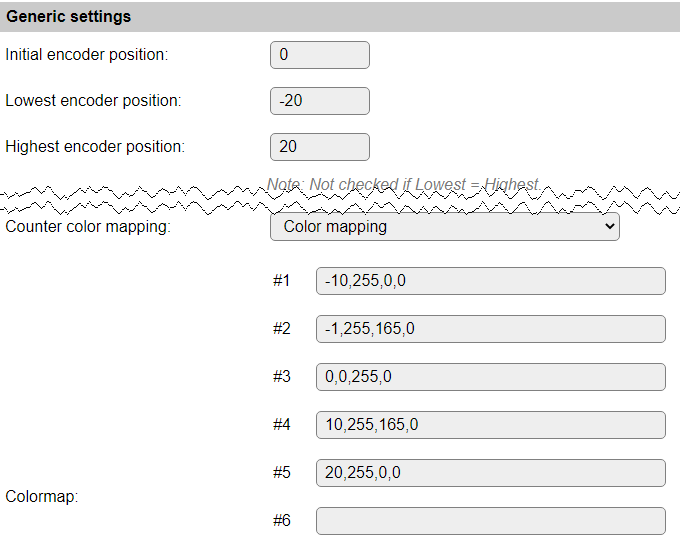 Generic settings
Initial encoder position: 0
Lowest encoder position: -20
Highest encoder position: 20
Note: Not checked if Lowest = Highest.
Counter color mapping: Color mapping
#1 -10,255,0,0
#2 -1,255,165,0
#3 0,0,255,0
#4 10,255,165,0
#5 20,255,0,0
Colormap:
#6